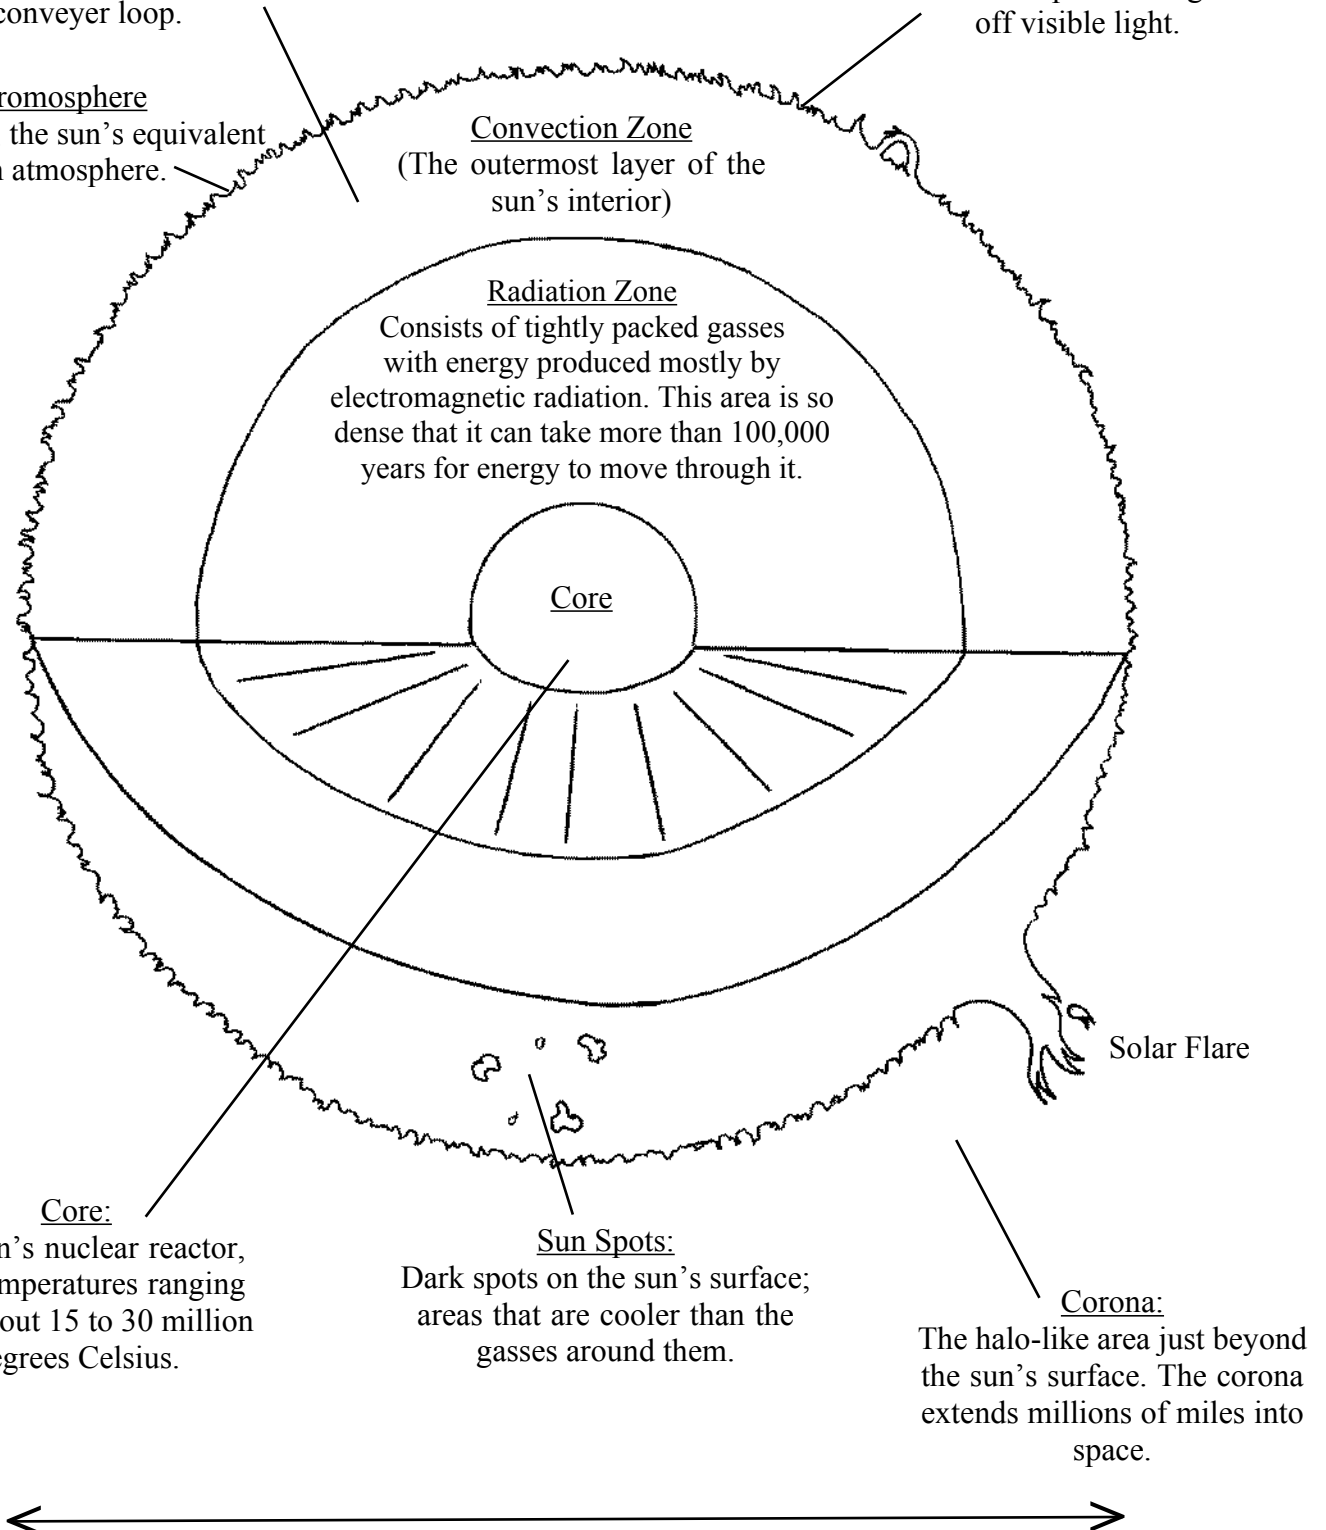 conveyer loop.
off visible light.
romosphere
the sun's equivalent
atmosphere.
Convection Zone
(The outermost layer of the
sun's interior)
Radiation Zone
Consists of tightly packed gasses
with energy produced mostly by
electromagnetic radiation. This area is so
dense that it can take more than 100,000
years for energy to move through it.
Core
Solar Flare
Core:
n's nuclear reactor,
mperatures ranging
out 15 to 30 million
egrees Celsius.
Sun Spots:
Dark spots on the sun's surface;
areas that are cooler than the
gasses around them.
Corona:
The halo-like area just beyond
the sun's surface. The corona
extends millions of miles into
space.